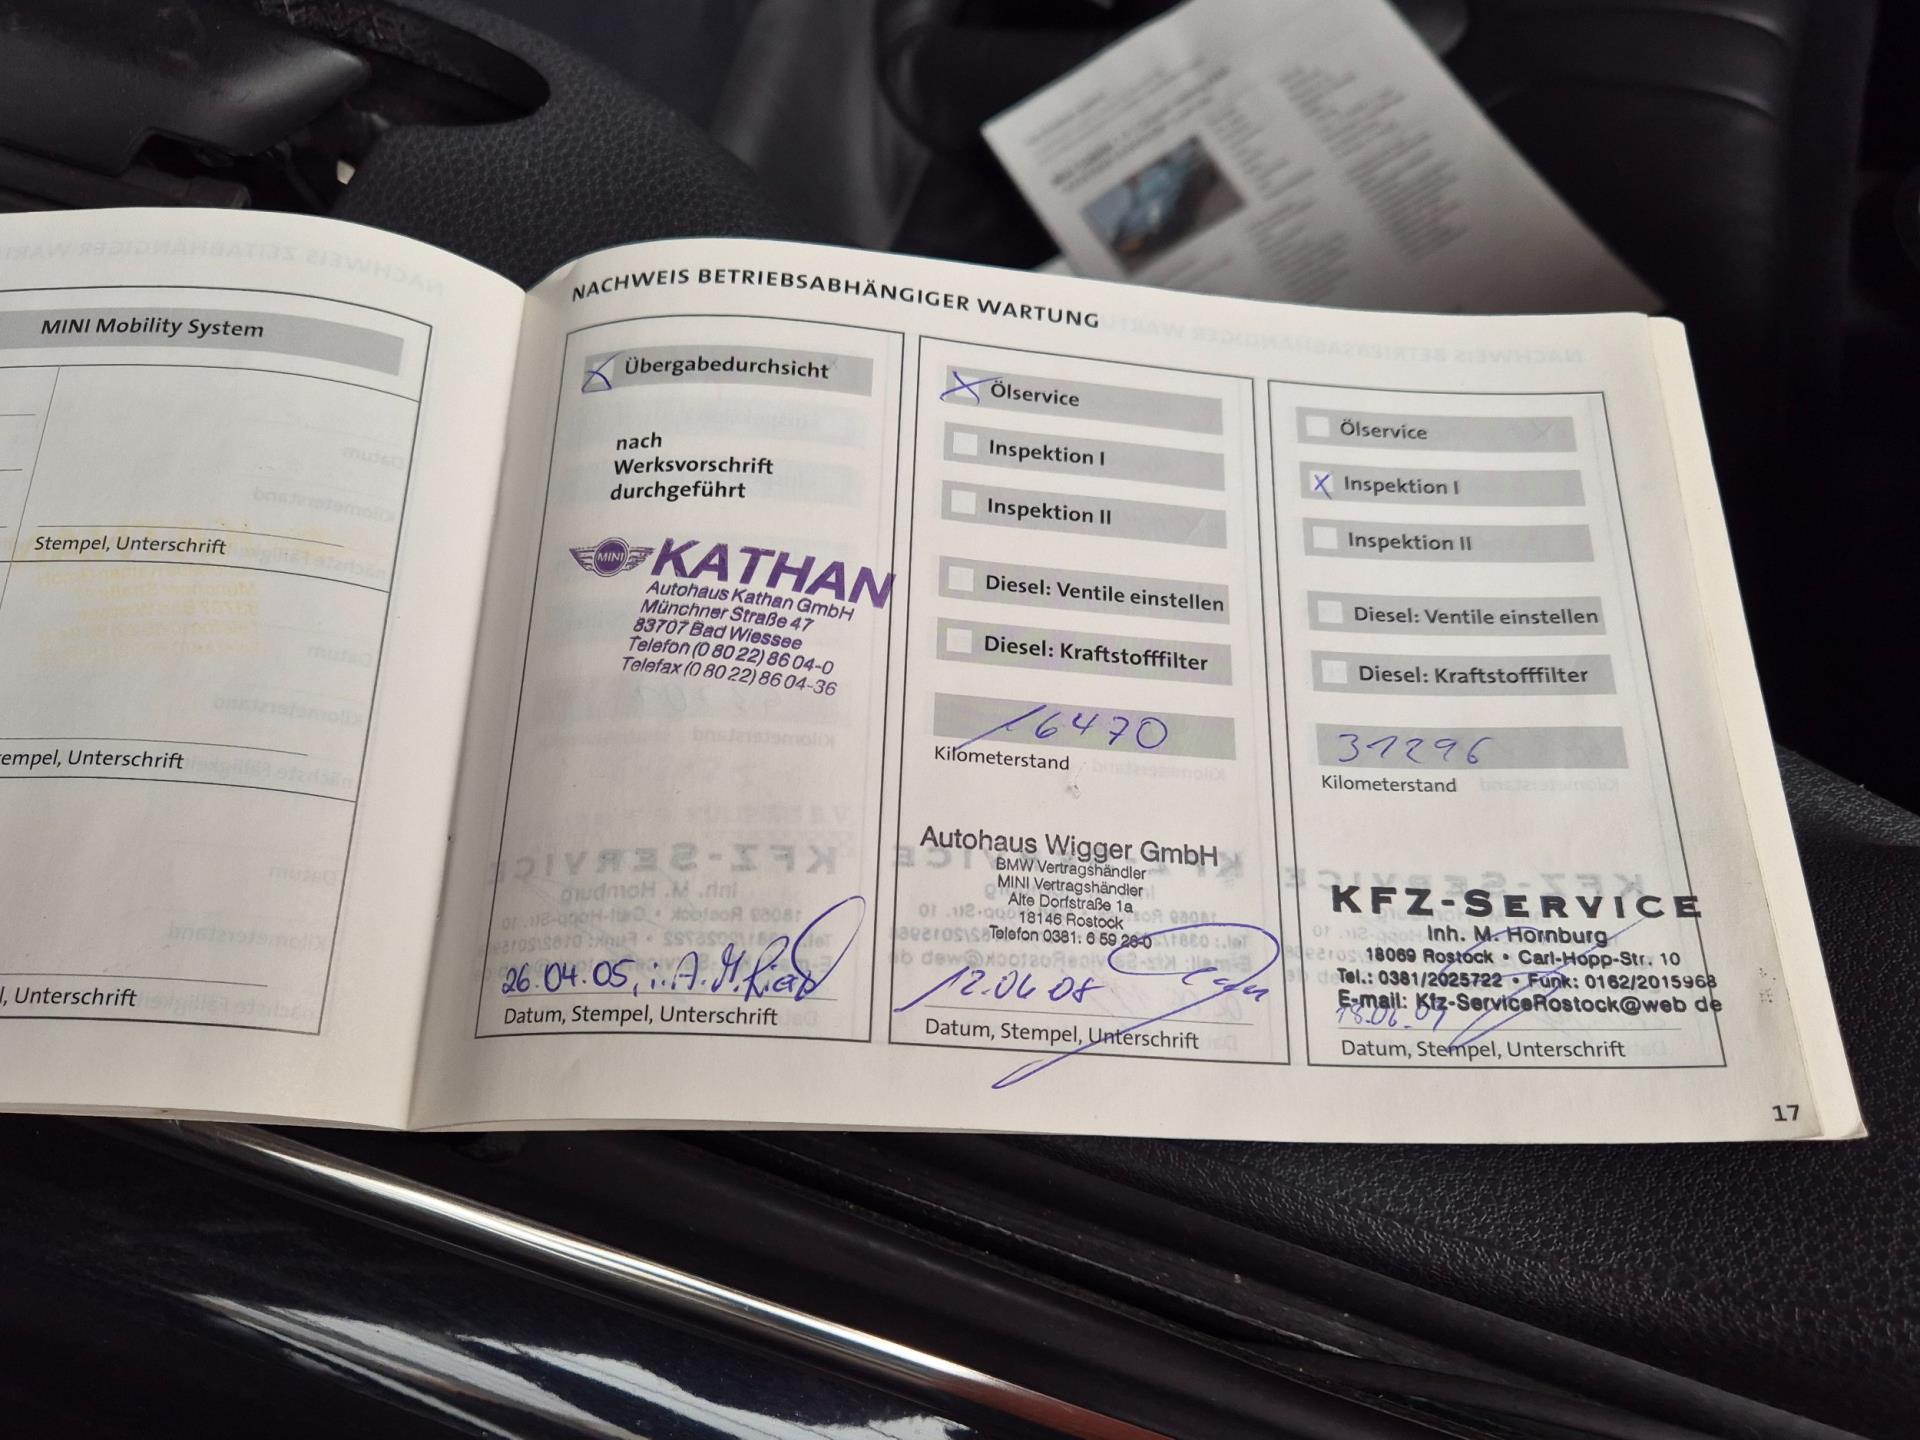 MINI Mobility System
Stempel, Unterschrift
empel, Unterschrift
l, Unterschrift
NACHWEIS BETRIEBSABHÄNGIGER WARTUNG
Übergabedurchsicht
nach
Werksvorschrift
durchgeführt
MINI KATHAN
Autohaus Kathan GmbH
Münchner Straße 47
83707 Bad Wiessee
Telefon (0 80 22) 86 04-0
Telefax (0 80 22) 86 04-36
26.04.05, i.A.
Datum, Stempel, Unterschrift
Ölservice
Inspektion I
Inspektion II
Diesel: Ventile einstellen
Diesel: Kraftstofffilter
16470
Kilometerstand
Autohaus Wigger GmbH
BMW Vertragshändler
MINI Vertragshändler
Alte Dorfstraße 1a
18146 Rostock
Telefon 0381: 6 59 26-0
12.06 08
Datum, Stempel, Unterschrift
Ölservice
Inspektion I
Inspektion II
Diesel: Ventile einstellen
Diesel: Kraftstofffilter
31296
Kilometerstand
KFZ-SERVICE
Inh. M. Hornburg
18069 Rostock • Carl-Hopp-Str. 10
Tel.: 0381/2025722 • Funk: 0162/2015968
E-mail: Kfz-ServiceRostock@web de
18.06.09
Datum, Stempel, Unterschrift
17